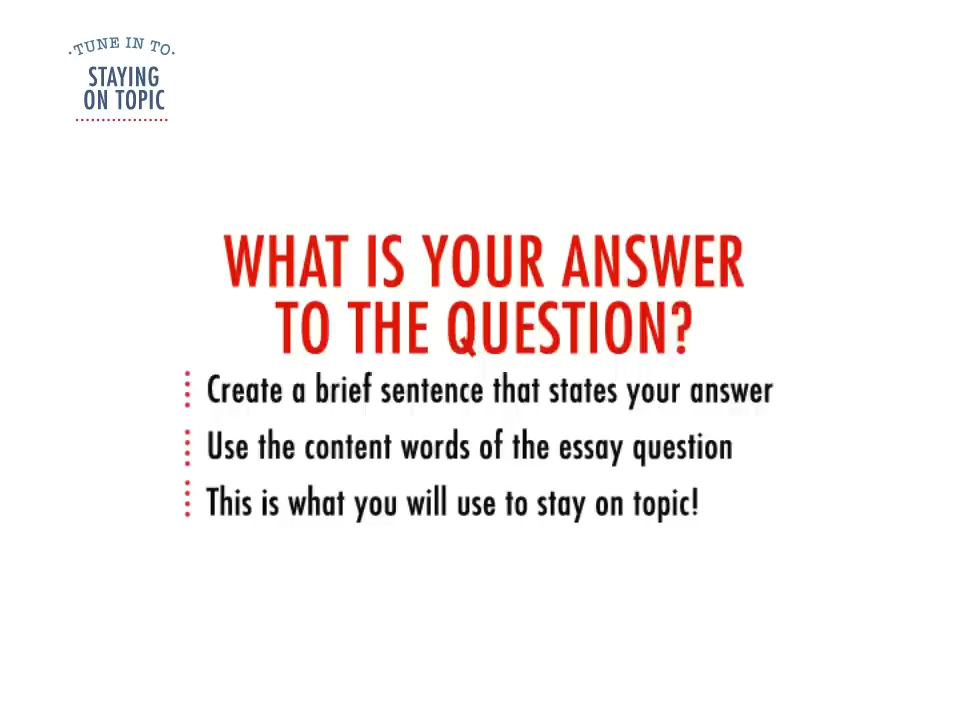 ·TUNE IN TO·
STAYING
ON TOPIC
WHAT IS YOUR ANSWER
TO THE QUESTION?
Create a brief sentence that states your answer
Use the content words of the essay question
This is what you will use to stay on topic!